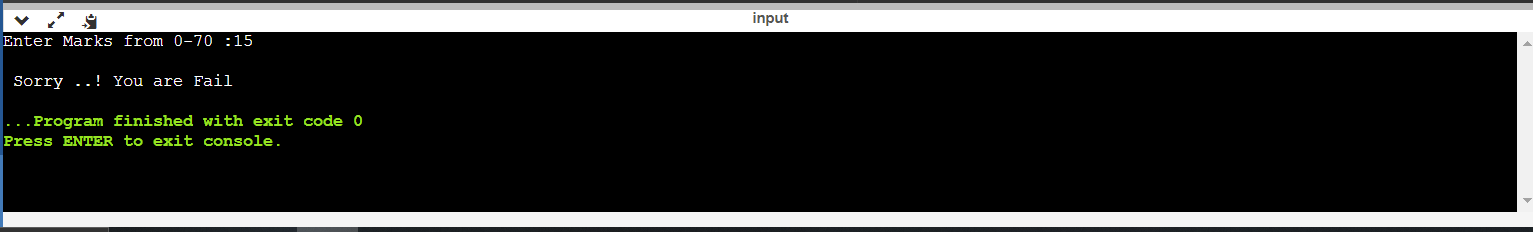 input
Enter Marks from 0-70 :15
Sorry ..! You are Fail
...Program finished with exit code 0
Press ENTER to exit console.